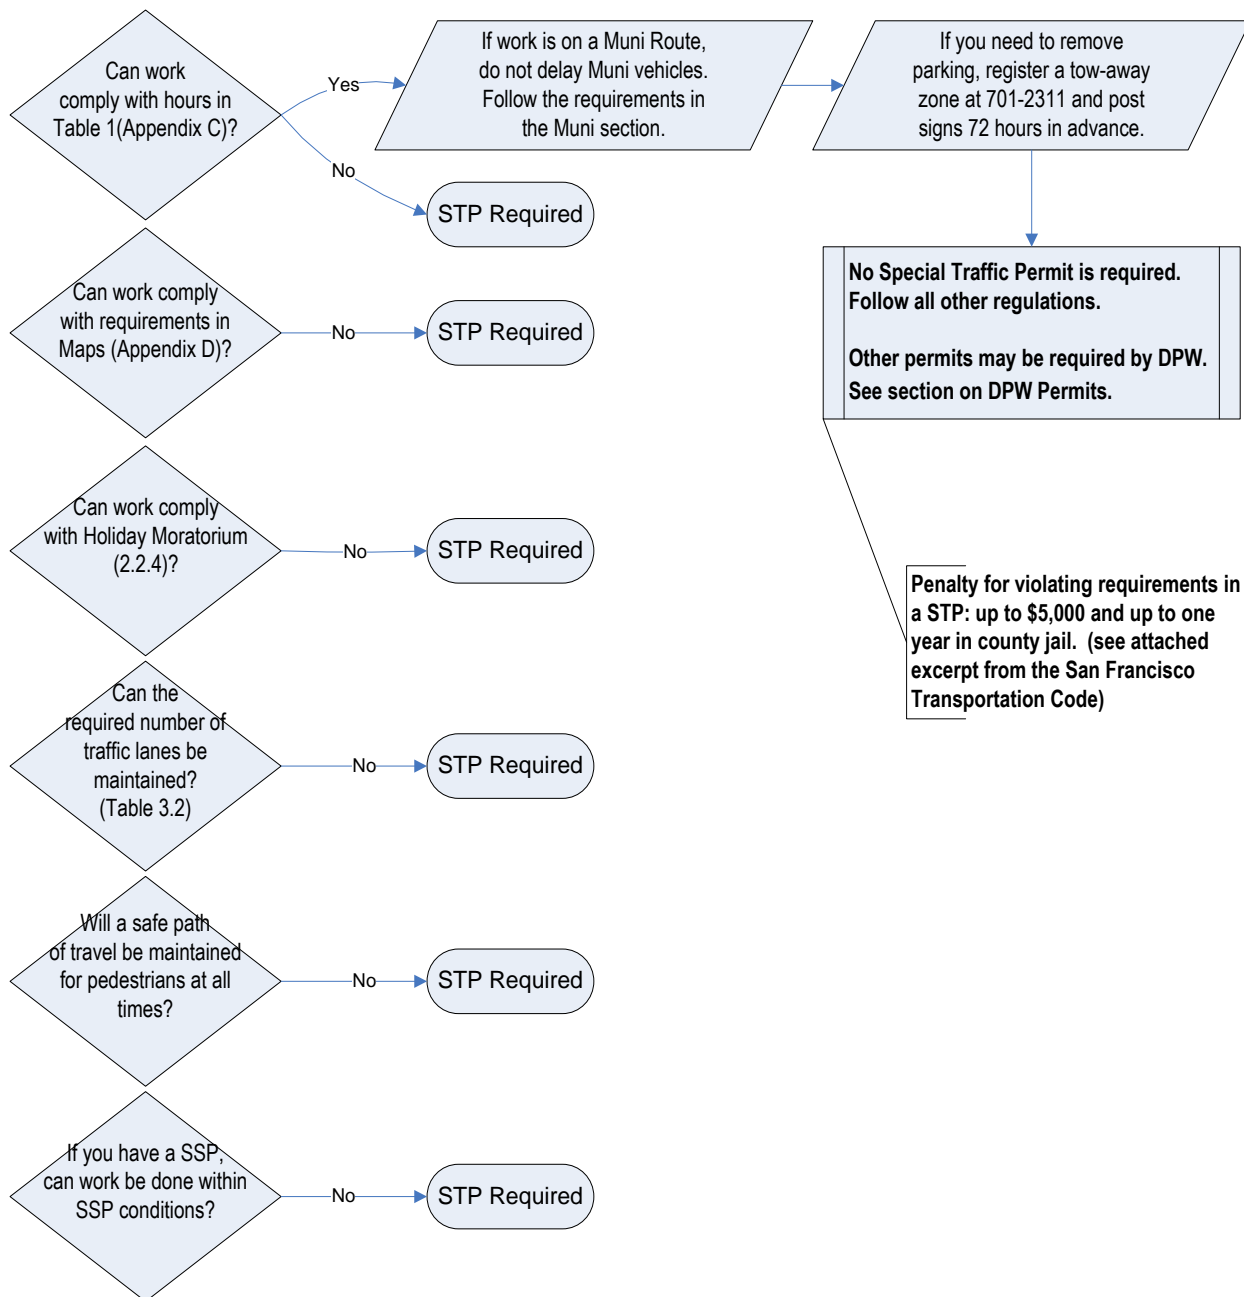 Can work
comply with hours in
Table 1(Appendix C)?
Yes
If work is on a Muni Route,
do not delay Muni vehicles.
Follow the requirements in
the Muni section.
If you need to remove
parking, register a tow-away
zone at 701-2311 and post
signs 72 hours in advance.
No
STP Required
No Special Traffic Permit is required.
Follow all other regulations.
Other permits may be required by DPW.
See section on DPW Permits.
Can work comply
with requirements in
Maps (Appendix D)?
No
STP Required
Can work comply
with Holiday Moratorium
(2.2.4)?
No
STP Required
Penalty for violating requirements in
a STP: up to $5,000 and up to one
year in county jail.  (see attached
excerpt from the San Francisco
Transportation Code)
Can the
required number of
traffic lanes be
maintained?
(Table 3.2)
No
STP Required
Will a safe path
of travel be maintained
for pedestrians at all
times?
No
STP Required
If you have a SSP,
can work be done within
SSP conditions?
No
STP Required